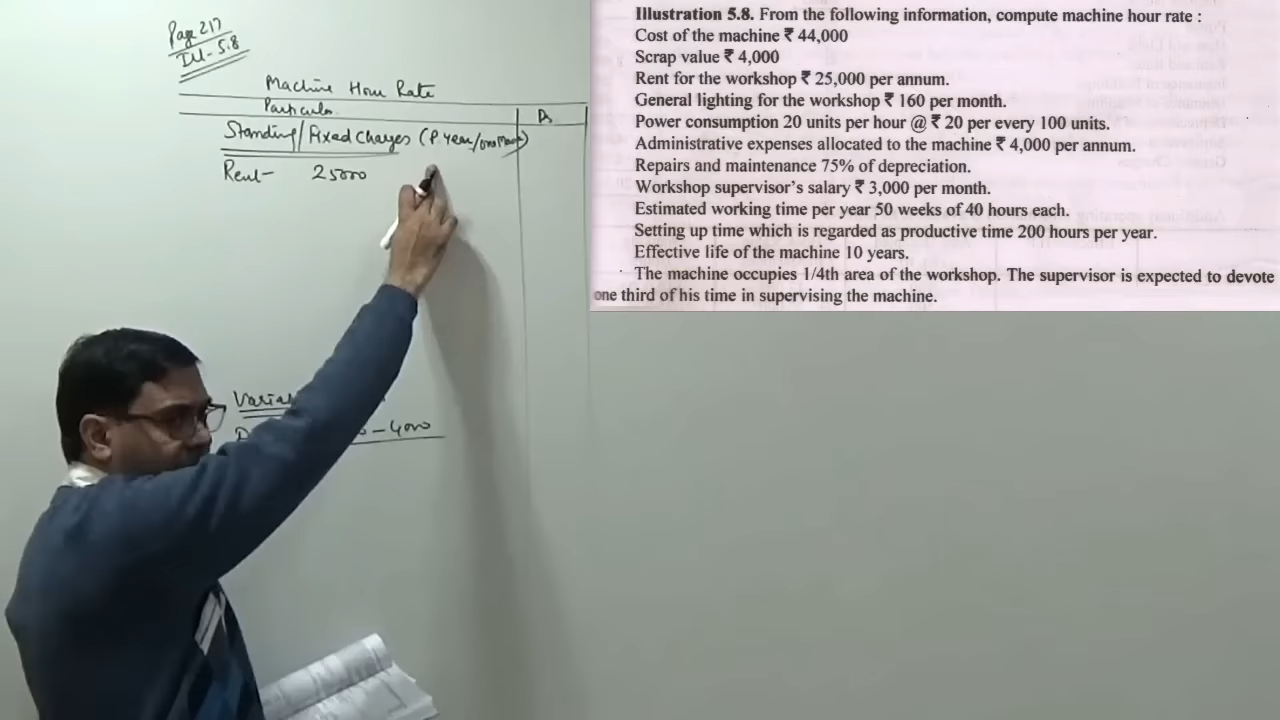 Page 217
Ill - 5.8
Machine Hour Rate
Particulars
Rs
Standing/Fixed Charges (P. Year/one Machine)
Rent 25000
Varia
- 4000
Illustration 5.8. From the following information, compute machine hour rate :
Cost of the machine ₹ 44,000
Scrap value ₹ 4,000
Rent for the workshop ₹ 25,000 per annum.
General lighting for the workshop ₹ 160 per month.
Power consumption 20 units per hour @ ₹ 20 per every 100 units.
Administrative expenses allocated to the machine ₹ 4,000 per annum.
Repairs and maintenance 75% of depreciation.
Workshop supervisor's salary ₹ 3,000 per month.
Estimated working time per year 50 weeks of 40 hours each.
Setting up time which is regarded as productive time 200 hours per year.
Effective life of the machine 10 years.
The machine occupies 1/4th area of the workshop. The supervisor is expected to devote
one third of his time in supervising the machine.